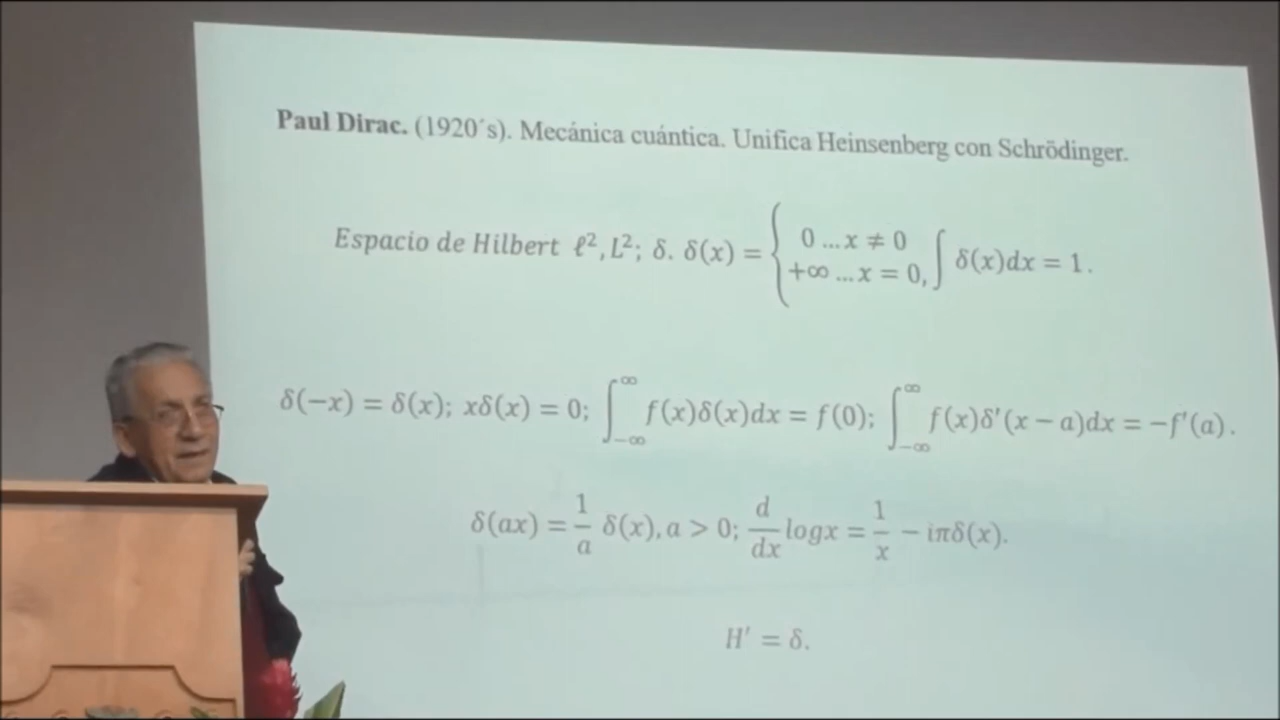 Paul Dirac. (1920´s). Mecánica cuántica. Unifica Heinsenberg con Schrödinger.
Espacio de Hilbert ℓ², L²; δ. δ(x) = { 0 ... x ≠ 0 +∞ ... x = 0, ∫ δ(x)dx = 1.
δ(−x) = δ(x); xδ(x) = 0; ∫_{−∞}^{∞} f(x)δ(x)dx = f(0); ∫_{−∞}^{∞} f(x)δ′(x − a)dx = −f′(a).
δ(ax) = 1/a δ(x), a > 0; d/dx logx = 1/x − iπδ(x).
H′ = δ.